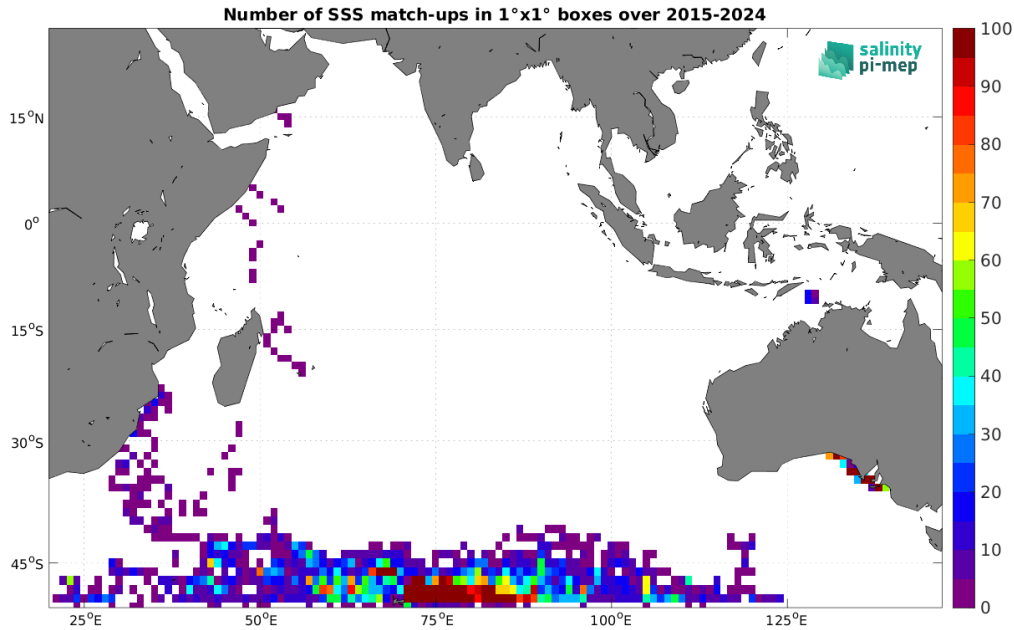 Number of SSS match-ups in 1°x1° boxes over 2015-2024
salinity
pi-mep
15°N
0°
15°S
30°S
45°S
25°E
50°E
75°E
100°E
125°E
100
90
80
70
60
50
40
30
20
10
0